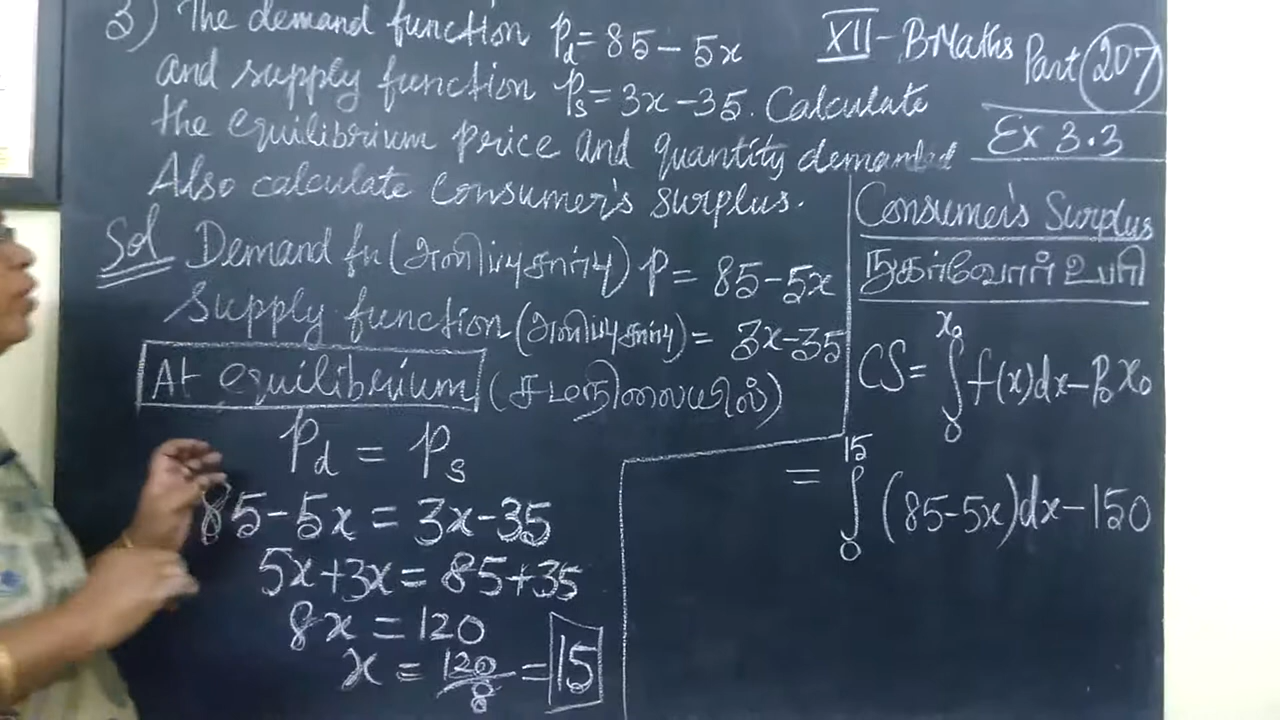 3) The demand function Pd = 85 - 5x
and supply function Ps = 3x - 35. Calculate
the equilibrium price and quantity demanded
Also calculate consumer's surplus.
XII - B.Maths Part 207
Ex 3.3
Sol Demand fn (அளிப்புசார்பு) P = 85 - 5x
Supply function (அளிப்புசார்பு) = 3x - 35
At equilibrium (சமநிலையில்)
Pd = Ps
85 - 5x = 3x - 35
5x + 3x = 85 + 35
8x = 120
x = 120/8 = 15
Consumer's Surplus
நுகர்வோர் உபரி
CS = ∫₀^x₀ f(x)dx - P₀x₀
= ∫₀^15 (85 - 5x)dx - 150